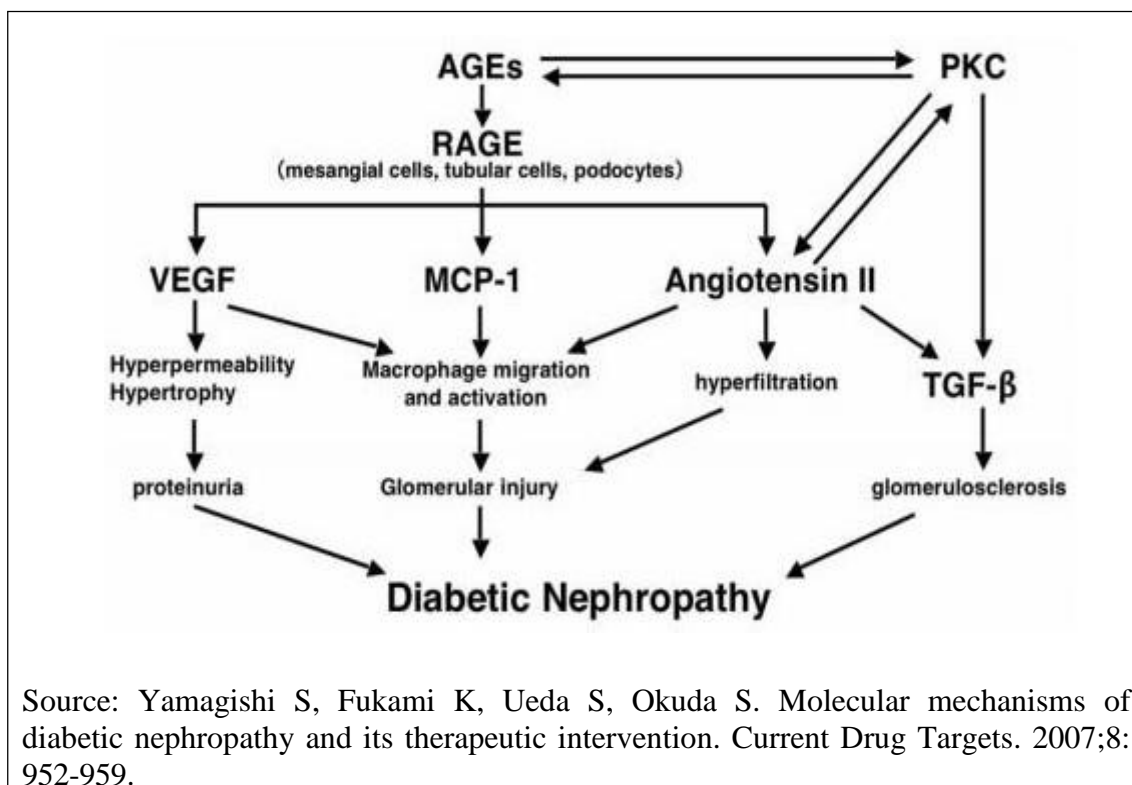 AGEs PKC
RAGE
(mesangial cells, tubular cells, podocytes)
VEGF MCP-1 Angiotensin II
Hyperpermeability
Hypertrophy
Macrophage migration
and activation
hyperfiltration
TGF-β
proteinuria Glomerular injury glomerulosclerosis
Diabetic Nephropathy
Source: Yamagishi S, Fukami K, Ueda S, Okuda S. Molecular mechanisms of
diabetic nephropathy and its therapeutic intervention. Current Drug Targets. 2007;8:
952-959.